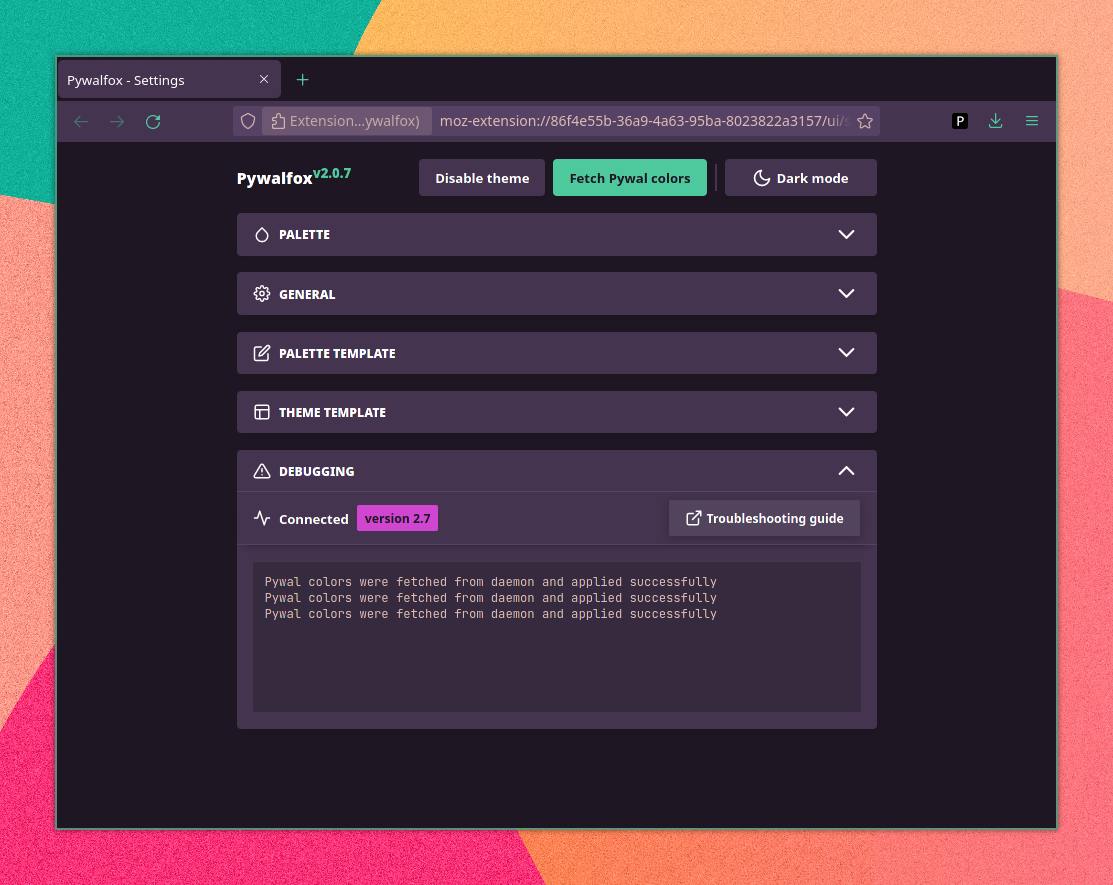 Pywalfox - Settings
Extension...ywalfox)
moz-extension://86f4e55b-36a9-4a63-95ba-8023822a3157/ui/s
P
Pywalfoxv2.0.7
Disable theme
Fetch Pywal colors
Dark mode
PALETTE
GENERAL
PALETTE TEMPLATE
THEME TEMPLATE
DEBUGGING
Connected
version 2.7
Troubleshooting guide
Pywal colors were fetched from daemon and applied successfully
Pywal colors were fetched from daemon and applied successfully
Pywal colors were fetched from daemon and applied successfully